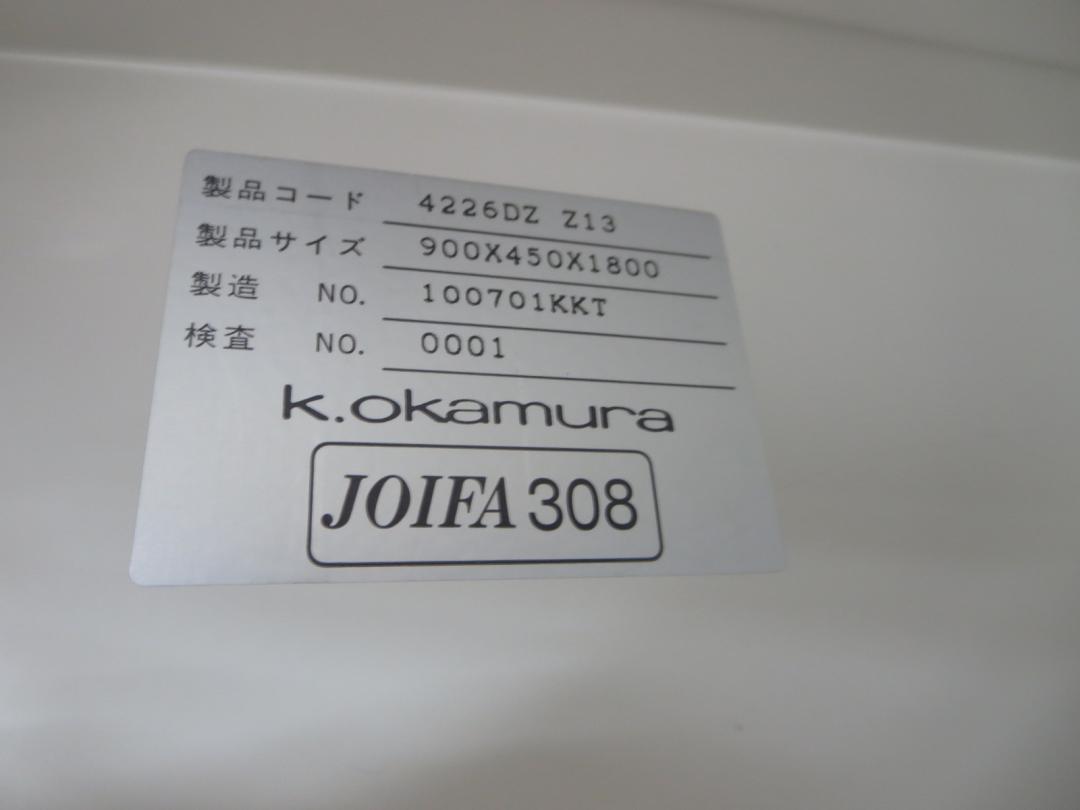 製品コード 4226DZ Z13
製品サイズ 900X450X1800
製造 NO. 100701KKT
検査 NO. 0001
k.okamura
JOIFA 308